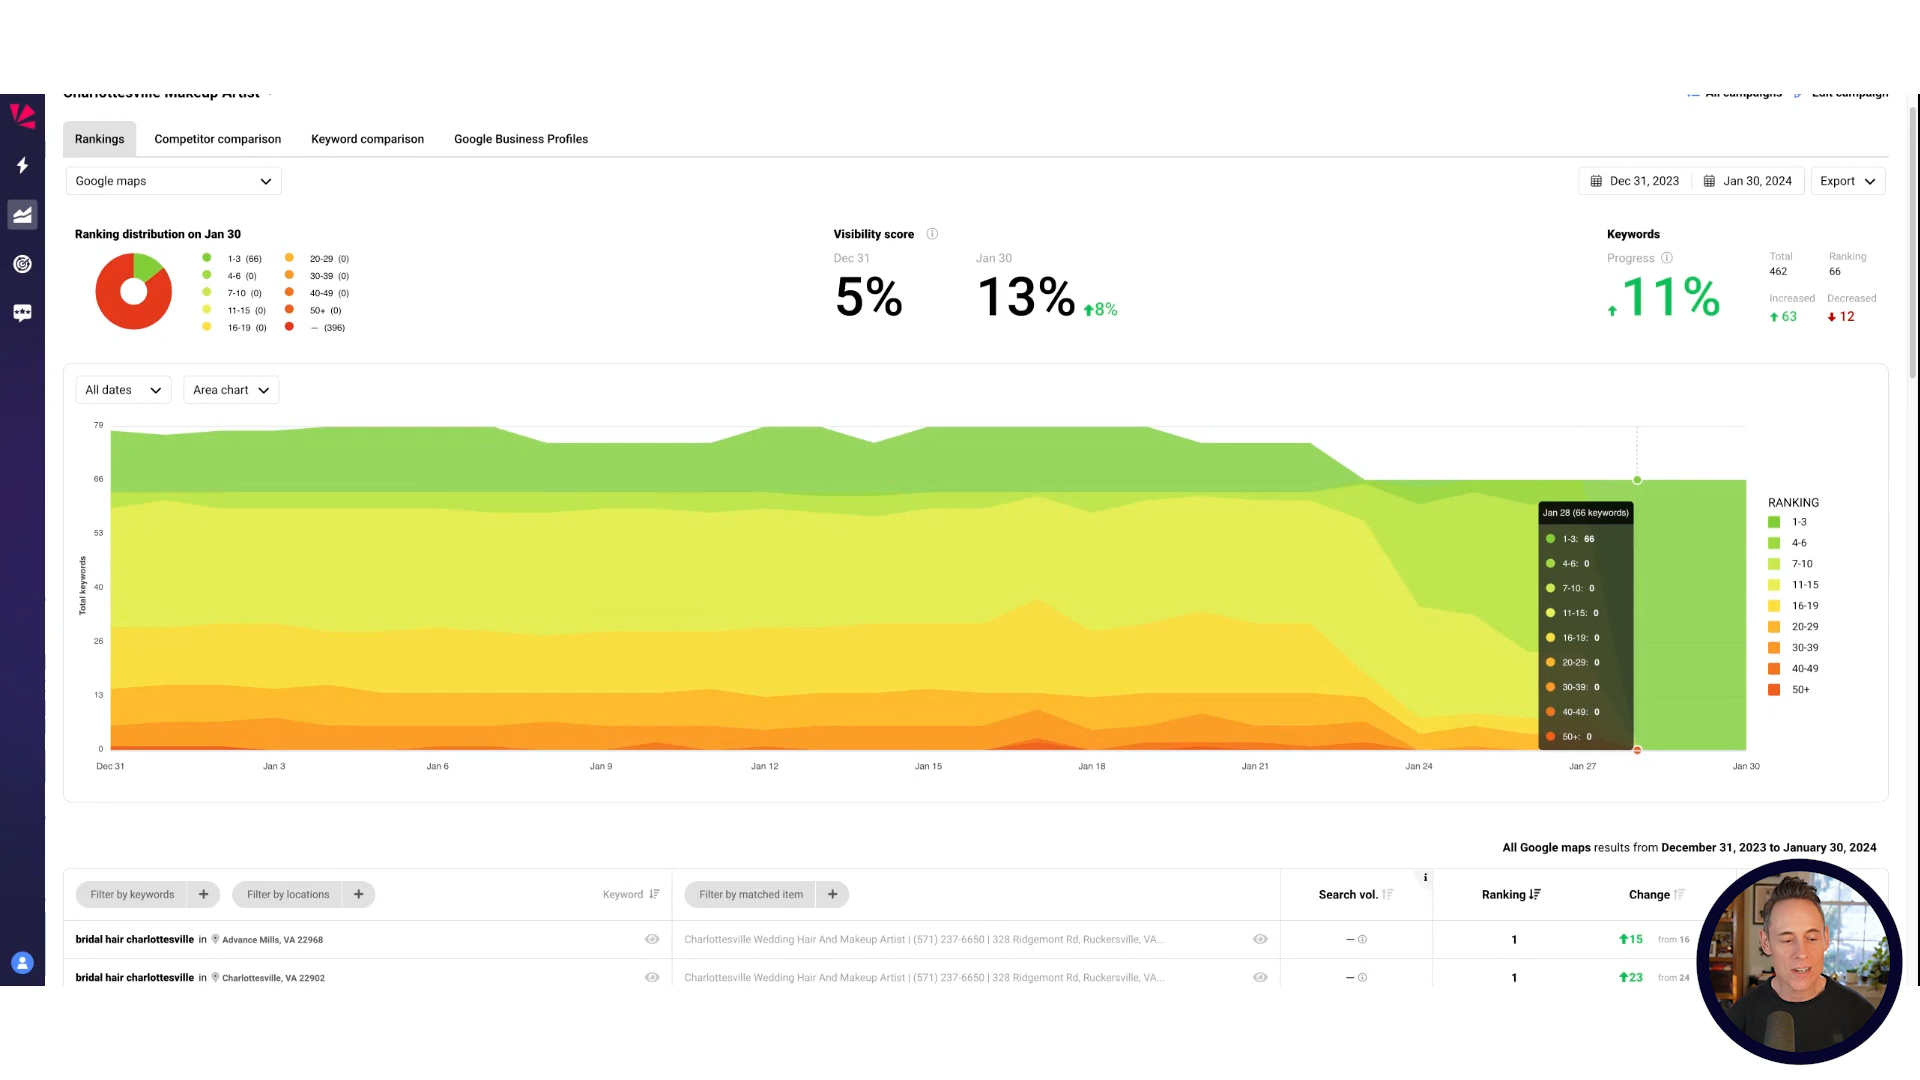 Charlottesville Makeup Artist
All campaigns Edit campaign
Rankings Competitor comparison Keyword comparison Google Business Profiles
Google maps
Dec 31, 2023 Jan 30, 2024 Export
Ranking distribution on Jan 30
1-3 (66) 20-29 (0)
4-6 (0) 30-39 (0)
7-10 (0) 40-49 (0)
11-15 (0) 50+ (0)
16-19 (0) — (396)
Visibility score
Dec 31 Jan 30
5% 13% 8%
Keywords
Progress
11%
Total Ranking
462 66
Increased Decreased
63 12
All dates Area chart
79
66
53
40
26
13
0
Total keywords
Dec 31 Jan 3 Jan 6 Jan 9 Jan 12 Jan 15 Jan 18 Jan 21 Jan 24 Jan 27 Jan 30
Jan 28 (66 keywords)
1-3: 66
4-6: 0
7-10: 0
11-15: 0
16-19: 0
20-29: 0
30-39: 0
40-49: 0
50+: 0
RANKING
1-3
4-6
7-10
11-15
16-19
20-29
30-39
40-49
50+
All Google maps results from December 31, 2023 to January 30, 2024
Filter by keywords + Filter by locations + Keyword Filter by matched item + Search vol. Ranking Change
bridal hair charlottesville in Advance Mills, VA 22968 Charlottesville Wedding Hair And Makeup Artist | (571) 237-6650 | 328 Ridgemont Rd, Ruckersville, VA... — 1 15 from 16
bridal hair charlottesville in Charlottesville, VA 22902 Charlottesville Wedding Hair And Makeup Artist | (571) 237-6650 | 328 Ridgemont Rd, Ruckersville, VA... — 1 23 from 24